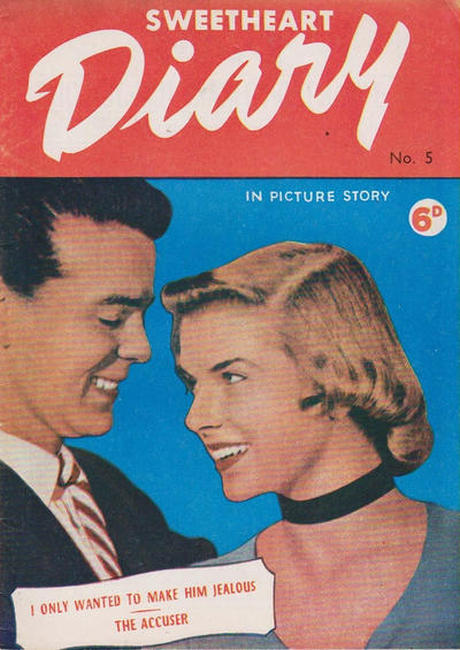 SWEETHEART
Diary
No. 5
IN PICTURE STORY
6D
I ONLY WANTED TO MAKE HIM JEALOUS
THE ACCUSER